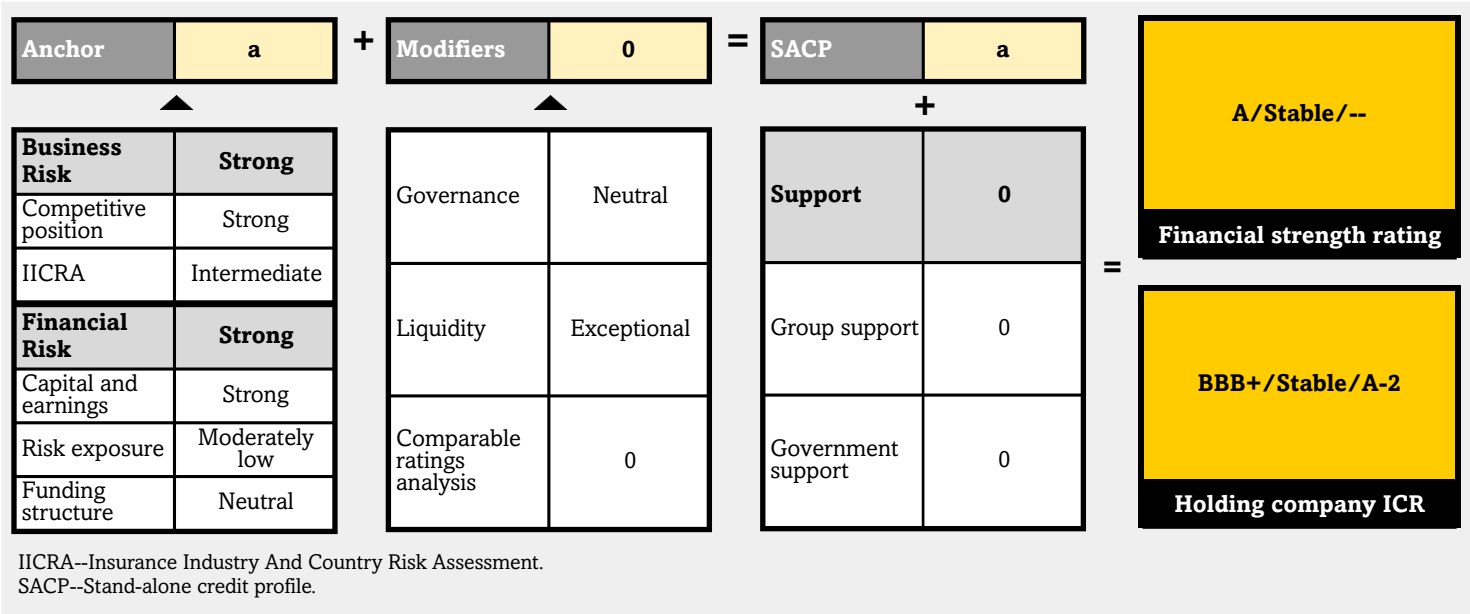 Anchor
a
+
Modifiers
0
=
SACP
a
+
Business
Risk
Strong
Competitive
position
Strong
IICRA
Intermediate
Financial
Risk
Strong
Capital and
earnings
Strong
Risk exposure
Moderately
low
Funding
structure
Neutral
Governance
Neutral
Liquidity
Exceptional
Comparable
ratings
analysis
0
Support
0
Group support
0
Government
support
0
=
A/Stable/--
Financial strength rating
BBB+/Stable/A-2
Holding company ICR
IICRA--Insurance Industry And Country Risk Assessment.
SACP--Stand-alone credit profile.